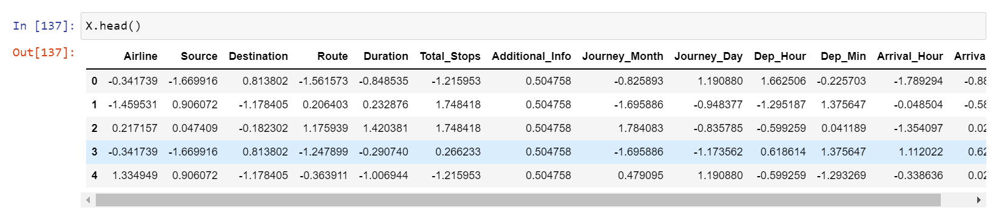 In [137]: X.head()
Out[137]:
Airline Source Destination Route Duration Total_Stops Additional_Info Journey_Month Journey_Day Dep_Hour Dep_Min Arrival_Hour Arriva
0 -0.341739 -1.669916 0.813802 -1.561573 -0.848535 -1.215953 0.504758 -0.825893 1.190880 1.662506 -0.225703 -1.789294 -0.88
1 -1.459531 0.906072 -1.178405 0.206403 0.232876 1.748418 0.504758 -1.695886 -0.948377 -1.295187 1.375647 -0.048504 -0.58
2 0.217157 0.047409 -0.182302 1.175939 1.420381 1.748418 0.504758 1.784083 -0.835785 -0.599259 0.041189 -1.354097 0.02
3 -0.341739 -1.669916 0.813802 -1.247899 -0.290740 0.266233 0.504758 -1.695886 -1.173562 0.618614 1.375647 1.112022 0.62
4 1.334949 0.906072 -1.178405 -0.363911 -1.006944 -1.215953 0.504758 0.479095 1.190880 -0.599259 -1.293269 -0.338636 0.02